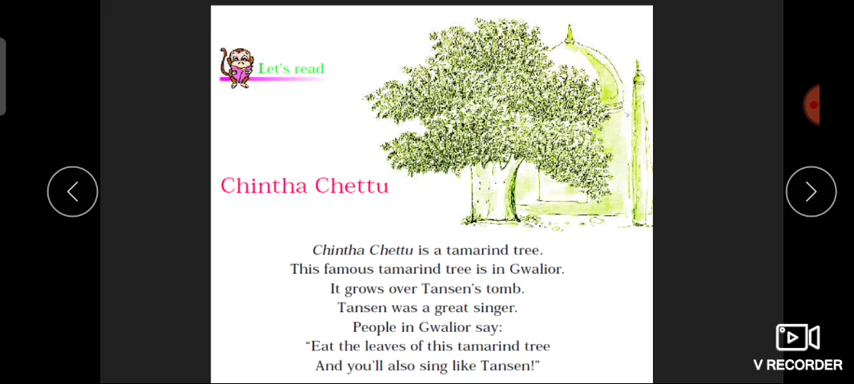 Let's read
Chintha Chettu
Chintha Chettu is a tamarind tree.
This famous tamarind tree is in Gwalior.
It grows over Tansen's tomb.
Tansen was a great singer.
People in Gwalior say:
“Eat the leaves of this tamarind tree
And you'll also sing like Tansen!”
V RECORDER